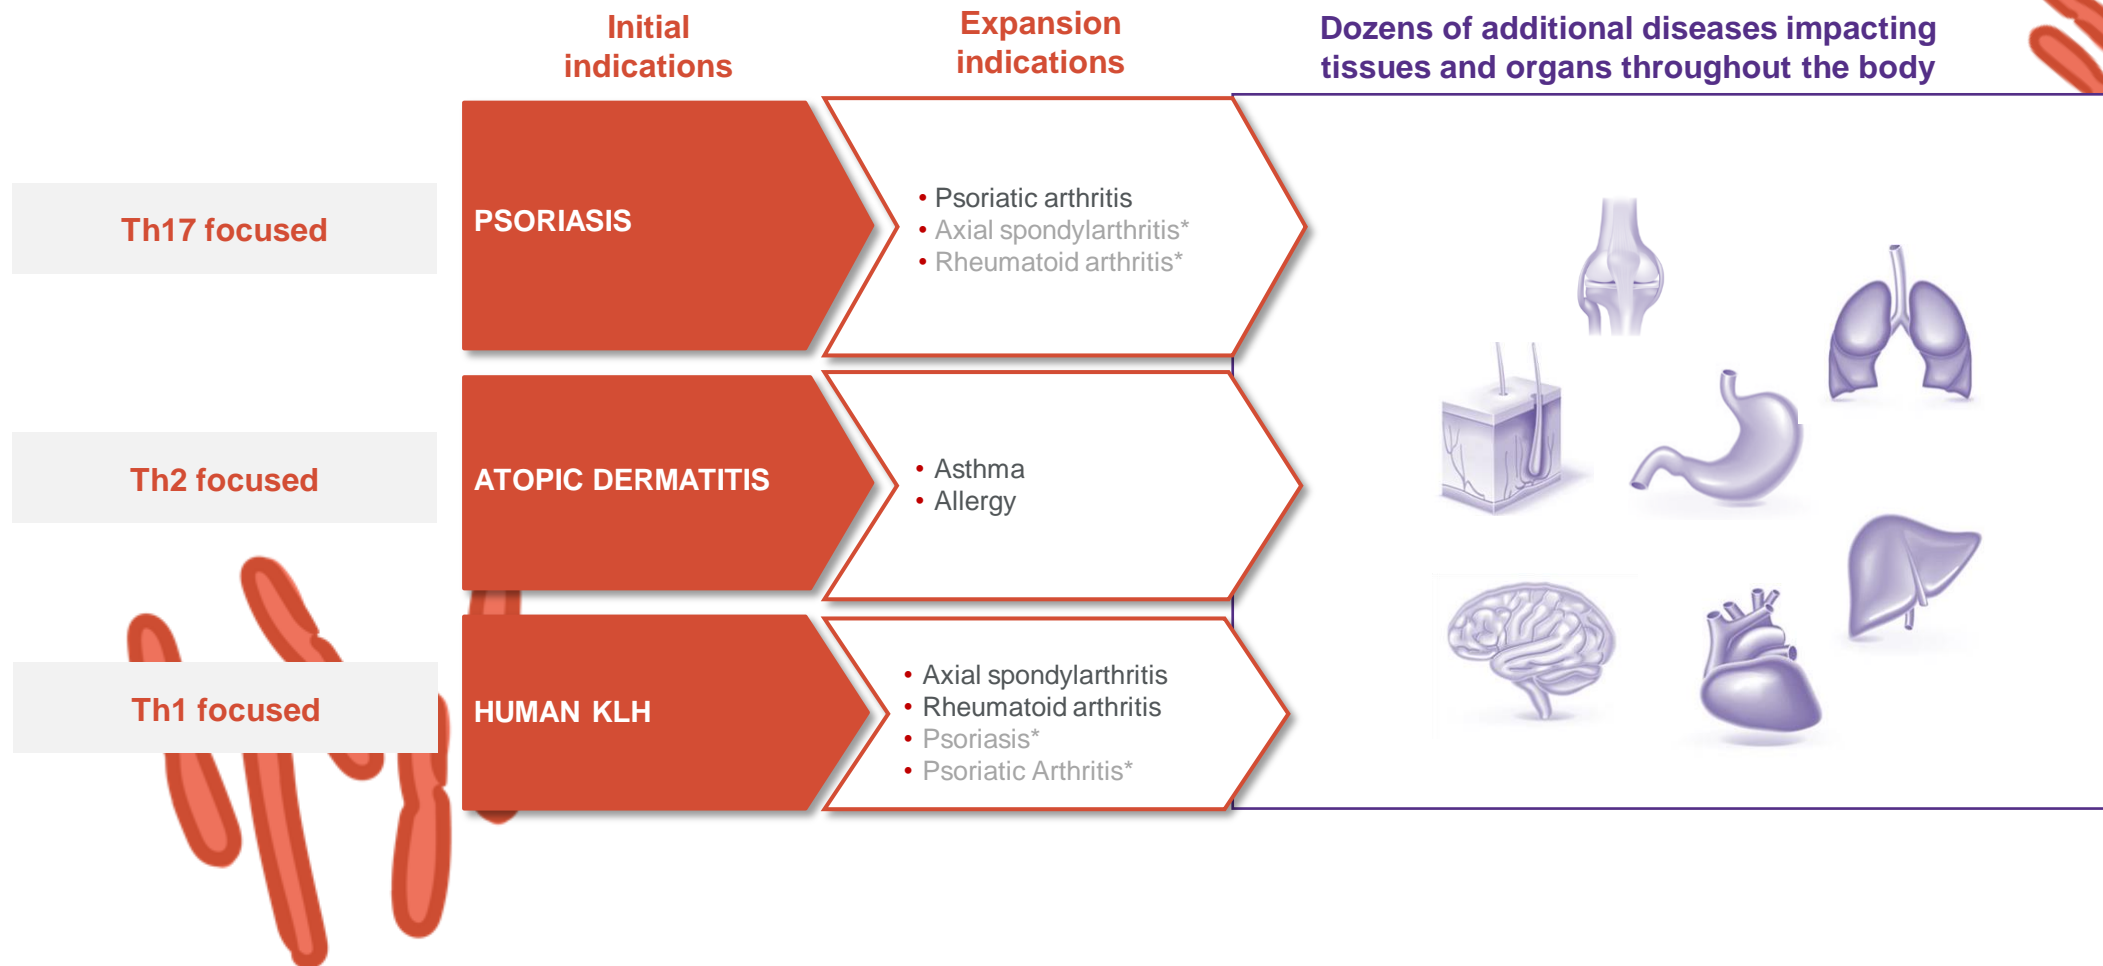 Initial
indications
Expansion
indications
Dozens of additional diseases impacting
tissues and organs throughout the body
Th17 focused
PSORIASIS
• Psoriatic arthritis
• Axial spondylarthritis*
• Rheumatoid arthritis*
Th2 focused
ATOPIC DERMATITIS
• Asthma
• Allergy
Th1 focused
HUMAN KLH
• Axial spondylarthritis
• Rheumatoid arthritis
• Psoriasis*
• Psoriatic Arthritis*